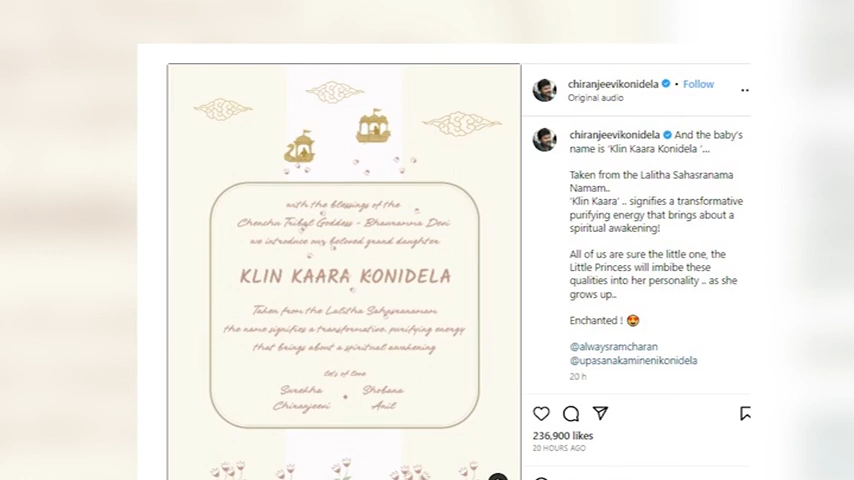 with the blessings of the
Chenchu Tribal Goddess - Bhauramma Devi
we introduce our beloved grand daughter
KLIN KAARA KONIDELA
Taken from the Lalitha Sahasranamam
the name signifies a transformative, purifying energy
that brings about a spiritual awakening
lots of love
Surekha Shobana
Chiranjeevi • Anil
chiranjeevikonidela • Follow
Original audio
chiranjeevikonidela And the baby's
name is 'Klin Kaara Konidela '...
Taken from the Lalitha Sahasranama
Namam..
'Klin Kaara' .. signifies a transformative
purifying energy that brings about a
spiritual awakening!
All of us are sure the little one, the
Little Princess will imbibe these
qualities into her personality .. as she
grows up..
Enchanted ! 😍
@alwaysramcharan
@upasanakaminenikonidela
20 h
236,900 likes
20 HOURS AGO